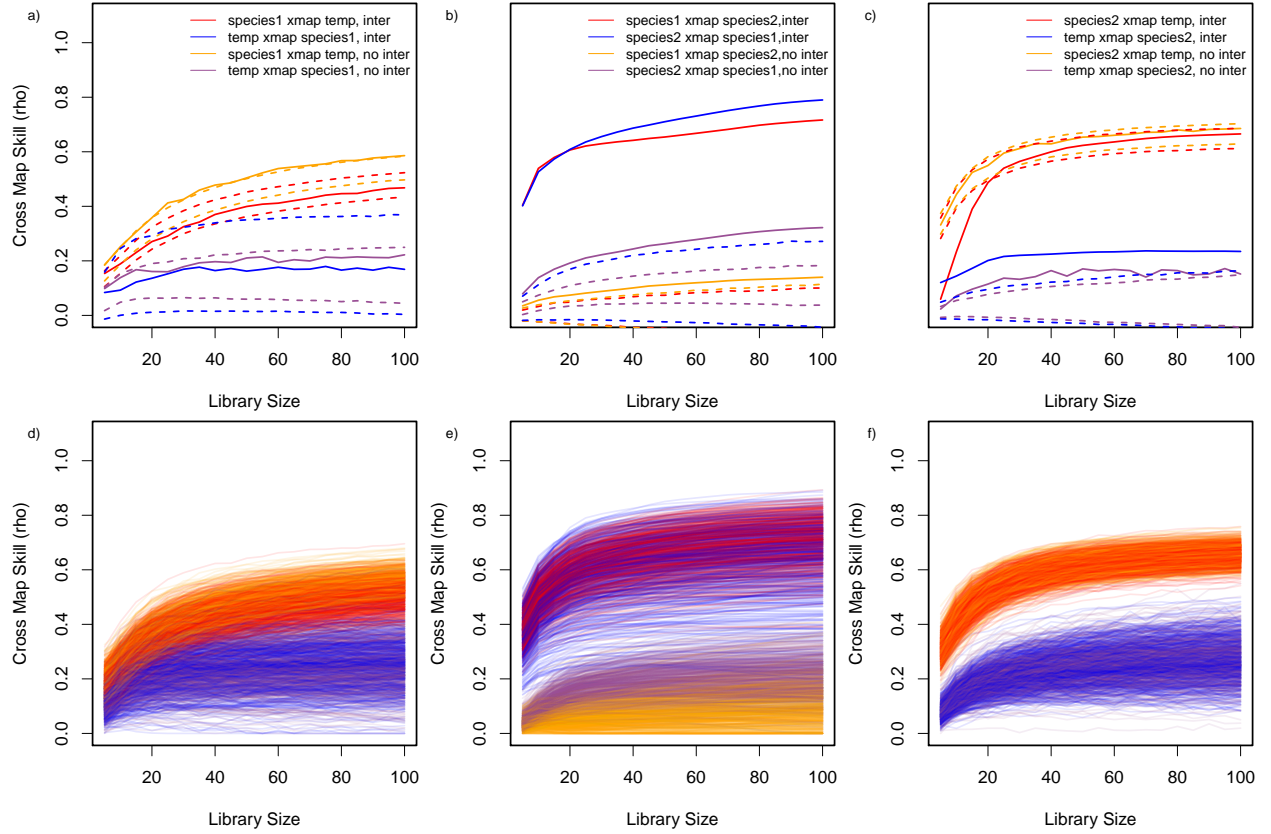 a)
species1 xmap temp, inter
temp xmap species1, inter
species1 xmap temp, no inter
temp xmap species1, no inter
Cross Map Skill (rho)
0.0 0.2 0.4 0.6 0.8 1.0
20 40 60 80 100
Library Size
b)
species1 xmap species2,inter
species2 xmap species1,inter
species1 xmap species2,no inter
species2 xmap species1,no inter
20 40 60 80 100
Library Size
c)
species2 xmap temp, inter
temp xmap species2, inter
species2 xmap temp, no inter
temp xmap species2, no inter
20 40 60 80 100
Library Size
d)
Cross Map Skill (rho)
0.0 0.2 0.4 0.6 0.8 1.0
20 40 60 80 100
Library Size
e)
Cross Map Skill (rho)
0.0 0.2 0.4 0.6 0.8 1.0
20 40 60 80 100
Library Size
f)
Cross Map Skill (rho)
0.0 0.2 0.4 0.6 0.8 1.0
20 40 60 80 100
Library Size